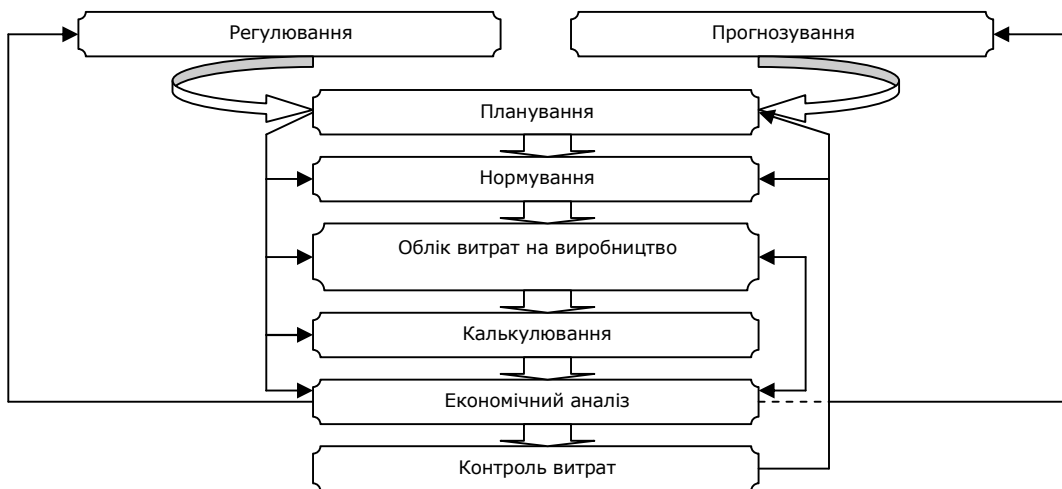 Регулювання
Прогнозування
Планування
Нормування
Облік витрат на виробництво
Калькулювання
Економічний аналіз
Контроль витрат